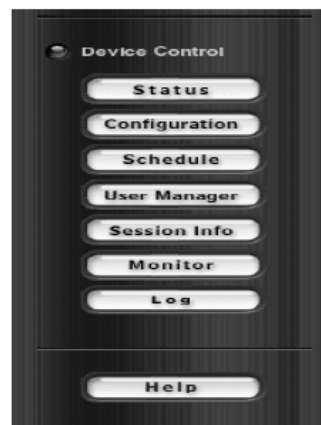 Device Control
Status
Configuration
Schedule
User Manager
Session Info
Monitor
Log
Help